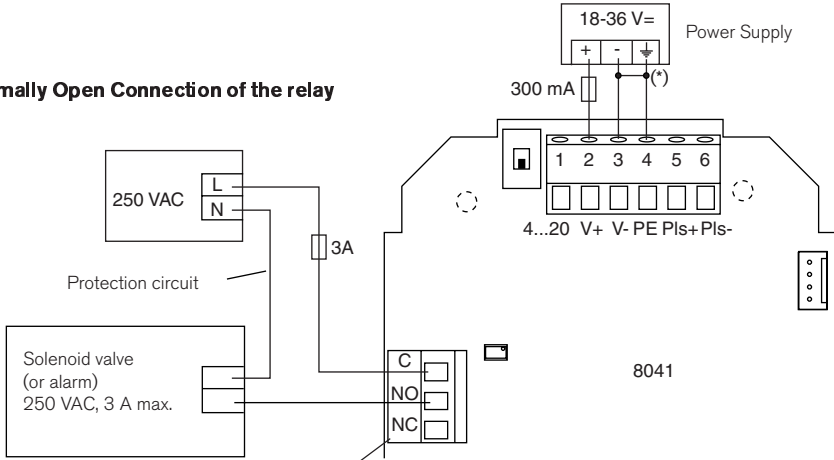 18-36 V=
+ -
Power Supply
mally Open Connection of the relay
300 mA
(*)
1 2 3 4 5 6
4...20 V+ V- PE Pls+ Pls-
250 VAC
L
N
3A
Protection circuit
Solenoid valve
(or alarm)
250 VAC, 3 A max.
C
NO
NC
8041